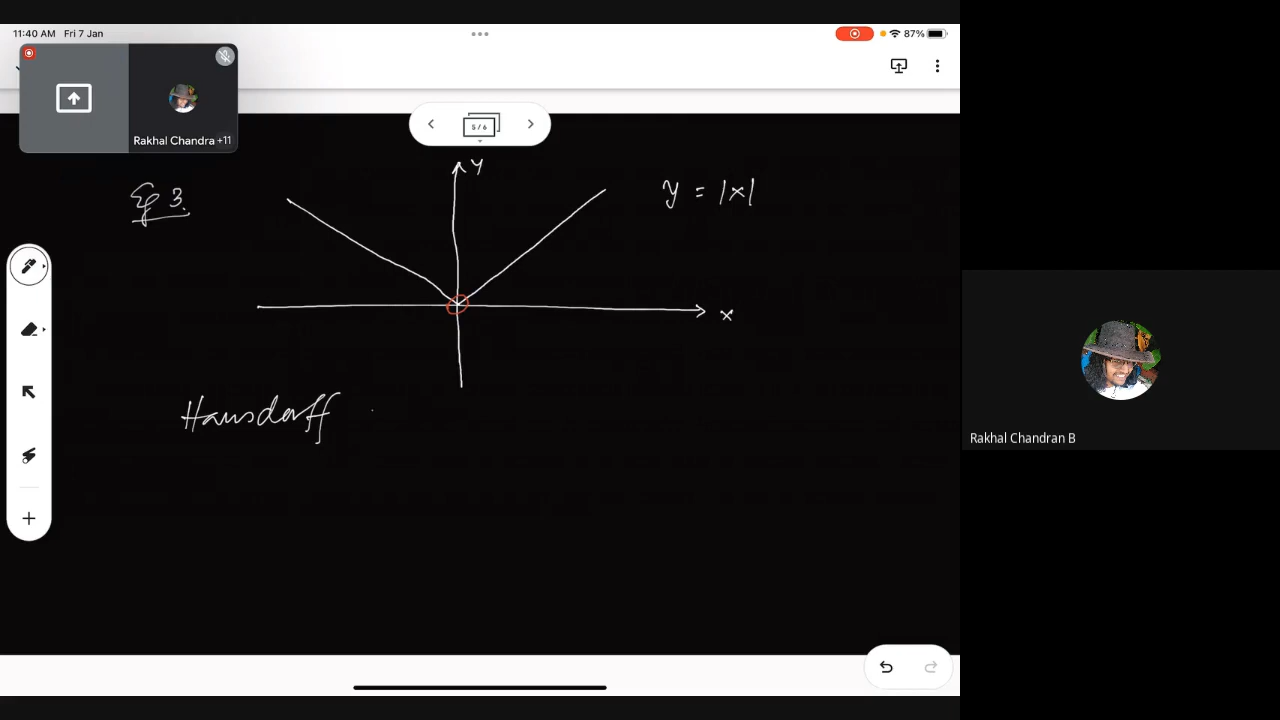 11:40 AM Fri 7 Jan
87%
Rakhal Chandra +11
5 / 6
Eg 3.
y
y = |x|
x
Hausdorff
Rakhal Chandran B